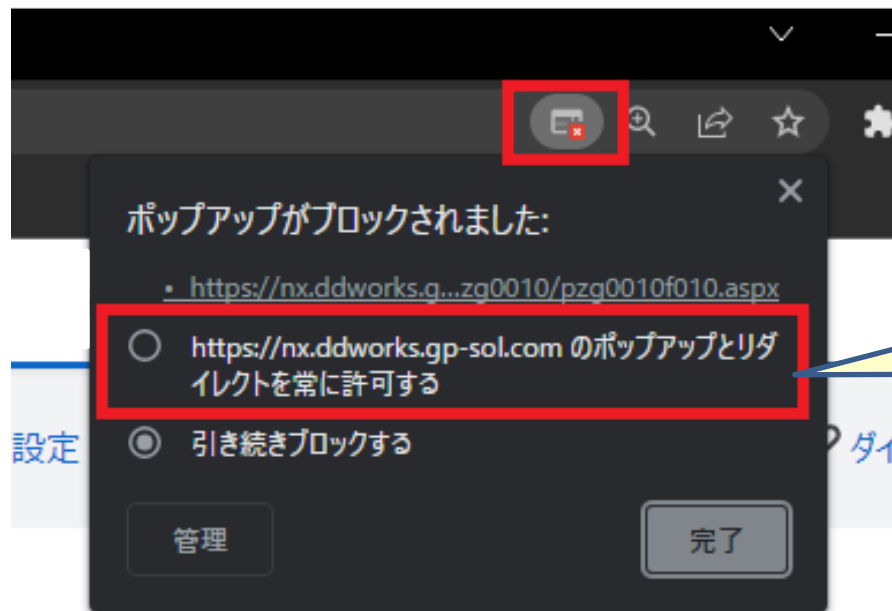 ポップアップがブロックされました:
• https://nx.ddworks.g...zg0010/pzg0010f010.aspx
https://nx.ddworks.gp-sol.com のポップアップとリダ
イレクトを常に許可する
設定
引き続きブロックする
ダイ
管理
完了